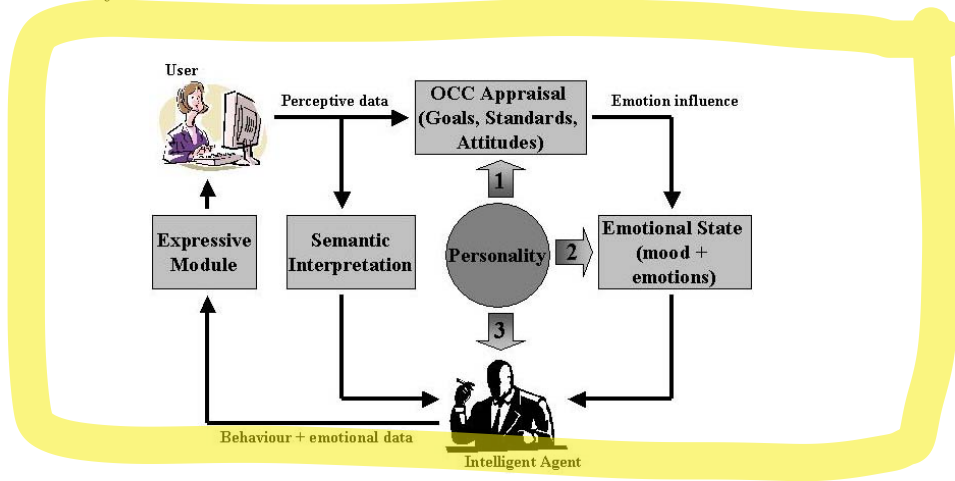 User
Perceptive data
OCC Appraisal
(Goals, Standards,
Attitudes)
Emotion influence
1
Expressive
Module
Semantic
Interpretation
Personality
2
Emotional State
(mood +
emotions)
3
Behaviour + emotional data
Intelligent Agent